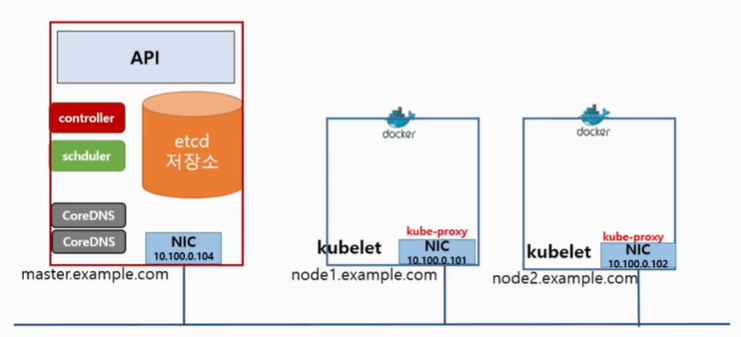 API
controller
schduler
etcd
저장소
CoreDNS
CoreDNS
NIC
10.100.0.104
master.example.com
docker
kubelet
kube-proxy
NIC
10.100.0.101
node1.example.com
docker
kubelet
kube-proxy
NIC
10.100.0.102
node2.example.com